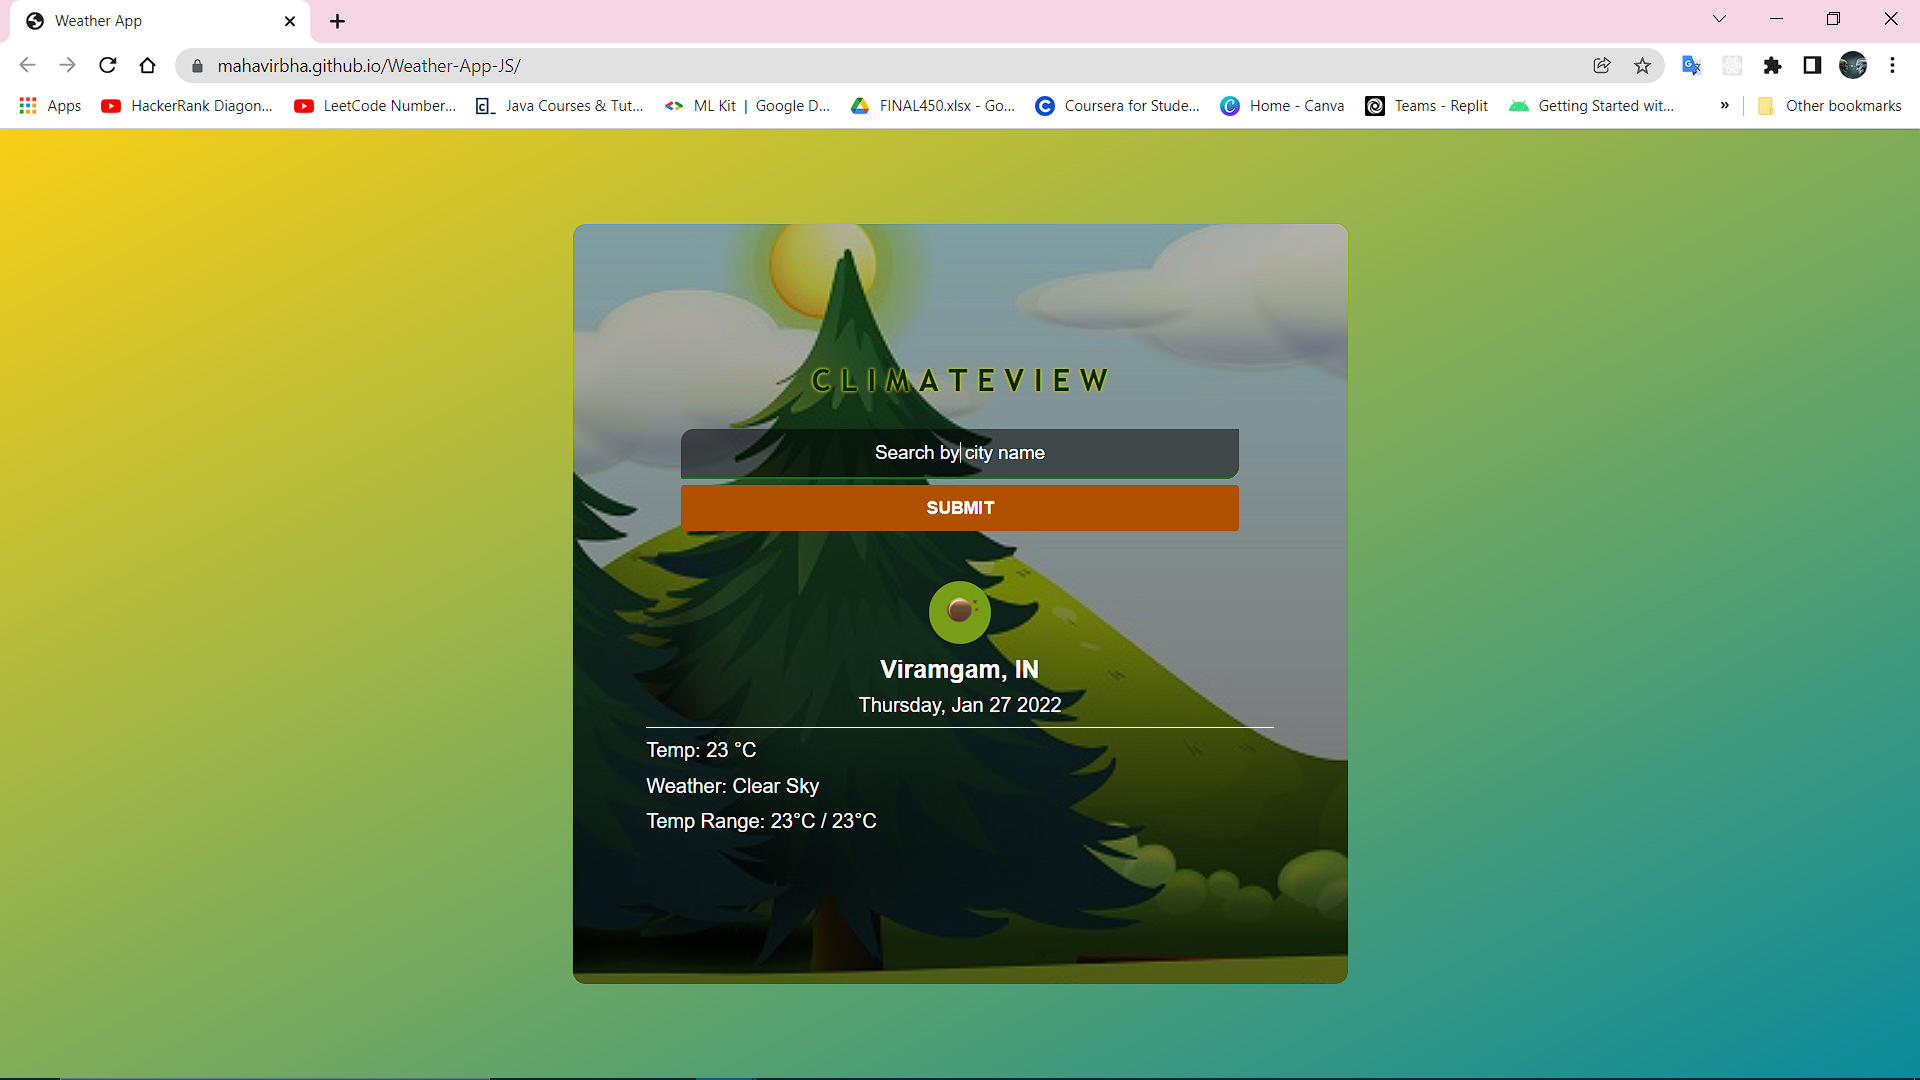 Weather App
mahavirbha.github.io/Weather-App-JS/
Apps HackerRank Diagon... LeetCode Number... Java Courses & Tut... ML Kit | Google D... FINAL450.xlsx - Go... Coursera for Stude... Home - Canva Teams - Replit Getting Started wit... » Other bookmarks
CLIMATEVIEW
Search by city name
SUBMIT
Viramgam, IN
Thursday, Jan 27 2022
Temp: 23 °C
Weather: Clear Sky
Temp Range: 23°C / 23°C